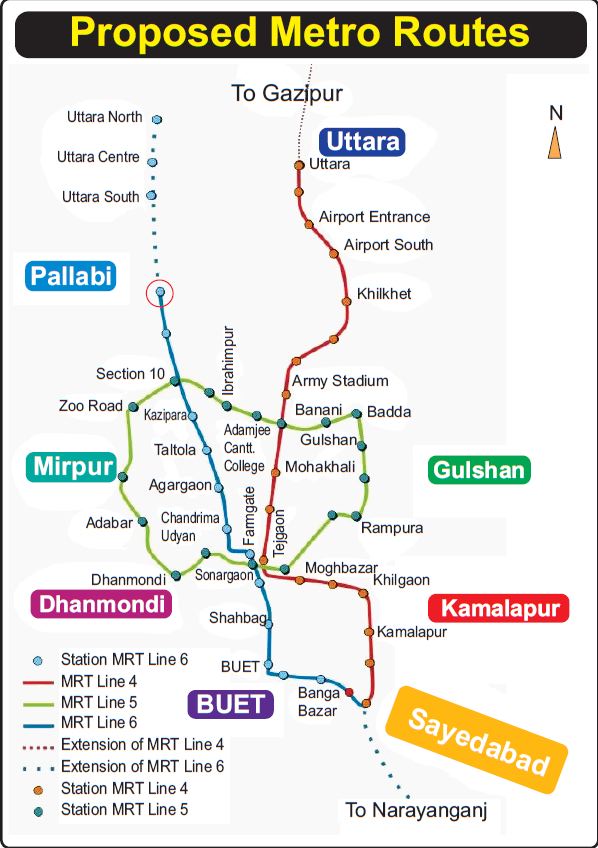 Proposed Metro Routes
To Gazipur
N
Uttara North
Uttara
Uttara Centre
Uttara
Uttara South
Airport Entrance
Airport South
Pallabi
Khilkhet
Ibrahimpur
Section 10
Army Stadium
Zoo Road
Kazipara
Banani
Badda
Adamjee
Cantt.
College
Gulshan
Taltola
Mohakhali
Mirpur
Gulshan
Agargaon
Farmgate
Chandrima
Udyan
Adabar
Tejgaon
Rampura
Dhanmondi
Sonargaon
Moghbazar
Khilgaon
Dhanmondi
Kamalapur
Shahbag
Kamalapur
BUET
Banga
Bazar
BUET
Sayedabad
Station MRT Line 6
MRT Line 4
MRT Line 5
MRT Line 6
Extension of MRT Line 4
Extension of MRT Line 6
Station MRT Line 4
Station MRT Line 5
To Narayanganj